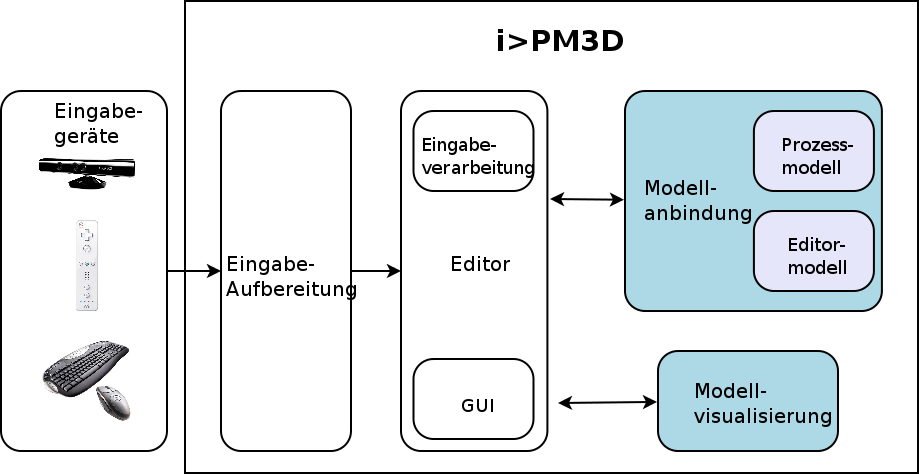 i>PM3D
Eingabe-
geräte
Eingabe-
Aufbereitung
Eingabe-
verarbeitung
Editor
GUI
Modell-
anbindung
Prozess-
modell
Editor-
modell
Modell-
visualisierung